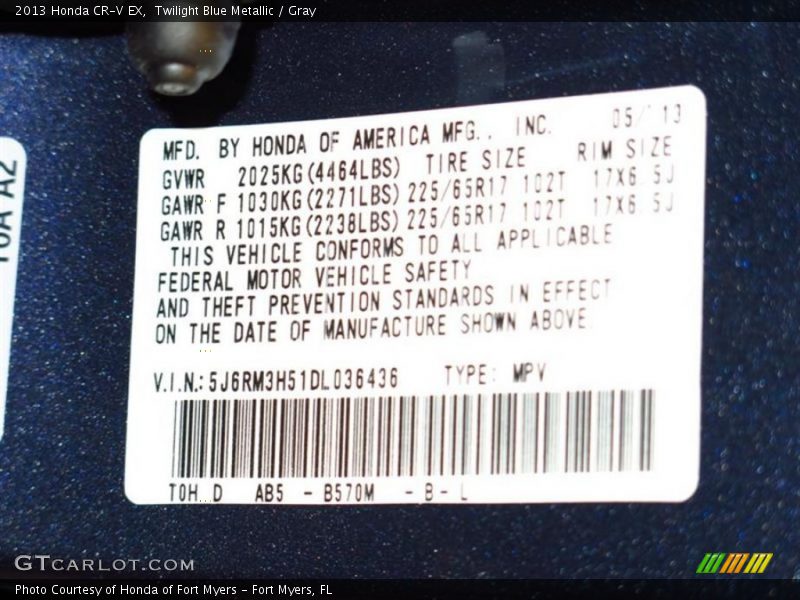 2013 Honda CR-V EX, Twilight Blue Metallic / Gray
MFD. BY HONDA OF AMERICA MFG., INC. 05/ 13
GVWR 2025KG(4464LBS) TIRE SIZE RIM SIZE
GAWR F 1030KG(2271LBS) 225/65R17 102T 17X6.5J
GAWR R 1015KG(2238LBS) 225/65R17 102T 17X6.5J
THIS VEHICLE CONFORMS TO ALL APPLICABLE
FEDERAL MOTOR VEHICLE SAFETY
AND THEFT PREVENTION STANDARDS IN EFFECT
ON THE DATE OF MANUFACTURE SHOWN ABOVE.
V.I.N.: 5J6RM3H51DL036436 TYPE: MPV
TOH D AB5 - B570M - B - L
A2
GTCARLOT.COM
Photo Courtesy of Honda of Fort Myers - Fort Myers, FL